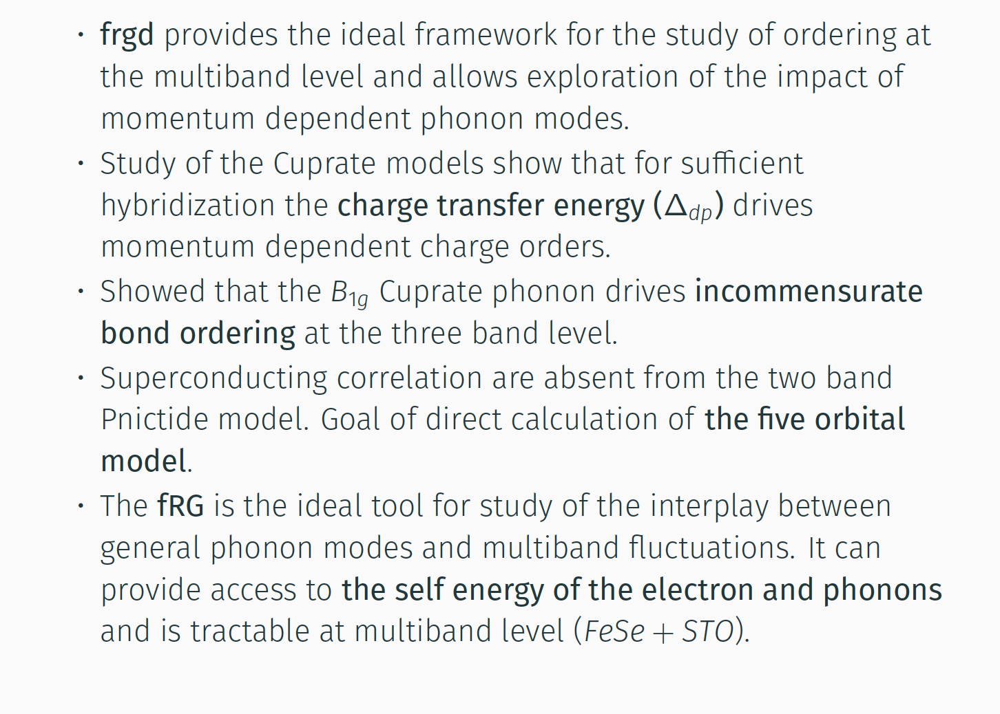 • frgd provides the ideal framework for the study of ordering at
the multiband level and allows exploration of the impact of
momentum dependent phonon modes.
• Study of the Cuprate models show that for sufficient
hybridization the charge transfer energy (Δ_dp) drives
momentum dependent charge orders.
• Showed that the B_1g Cuprate phonon drives incommensurate
bond ordering at the three band level.
• Superconducting correlation are absent from the two band
Pnictide model. Goal of direct calculation of the five orbital
model.
• The fRG is the ideal tool for study of the interplay between
general phonon modes and multiband fluctuations. It can
provide access to the self energy of the electron and phonons
and is tractable at multiband level (FeSe + STO).